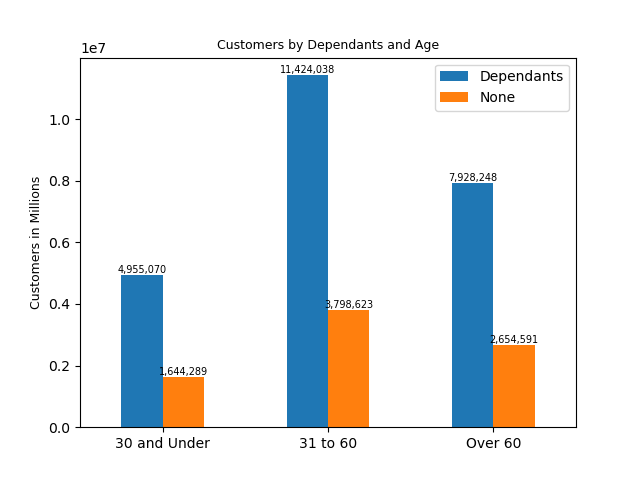 Customers by Dependants and Age
1e7
Dependants
None
Customers in Millions
1.0
0.8
0.6
0.4
0.2
0.0
11,424,038
7,928,248
4,955,070
3,798,623
2,654,591
1,644,289
30 and Under
31 to 60
Over 60